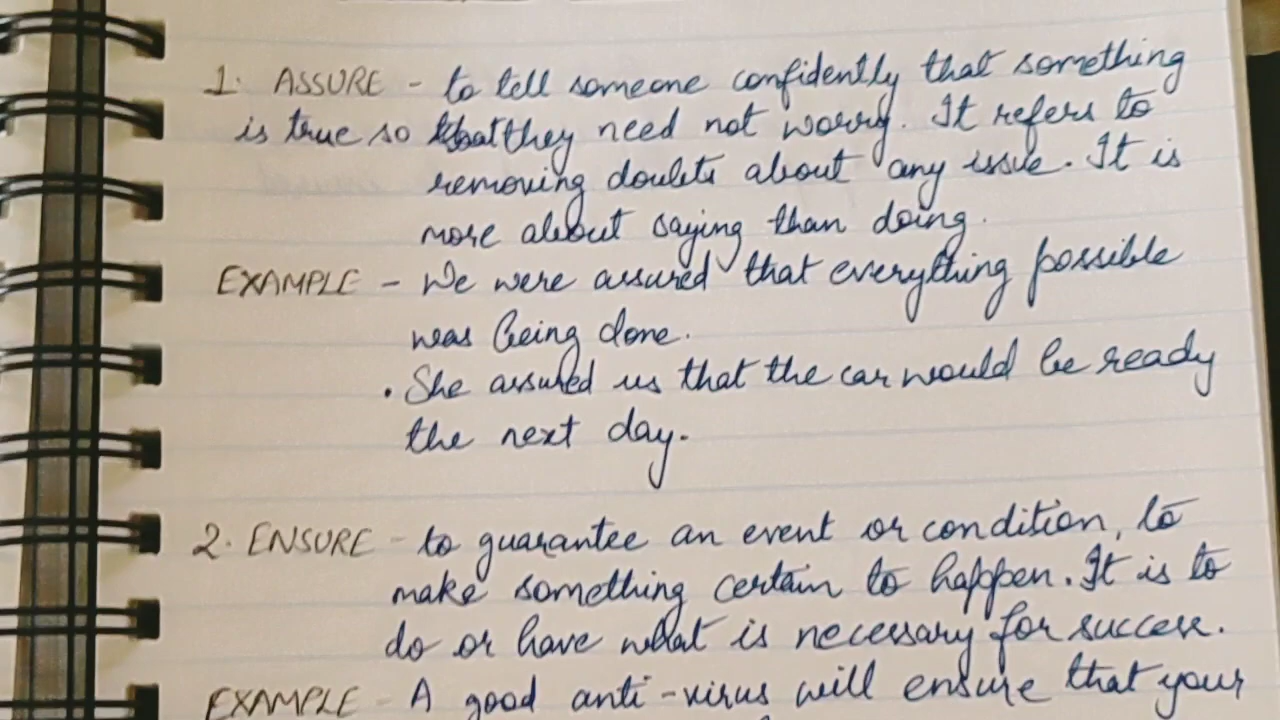 1. ASSURE - to tell someone confidently that something
is true so that they need not worry. It refers to
removing doubts about any issue. It is
more about saying than doing.
EXAMPLE - We were assured that everything possible
was being done.
. She assured us that the car would be ready
the next day.
2. ENSURE - to guarantee an event or condition, to
make something certain to happen. It is to
do or have what is necessary for success.
EXAMPLE - A good anti-virus will ensure that your